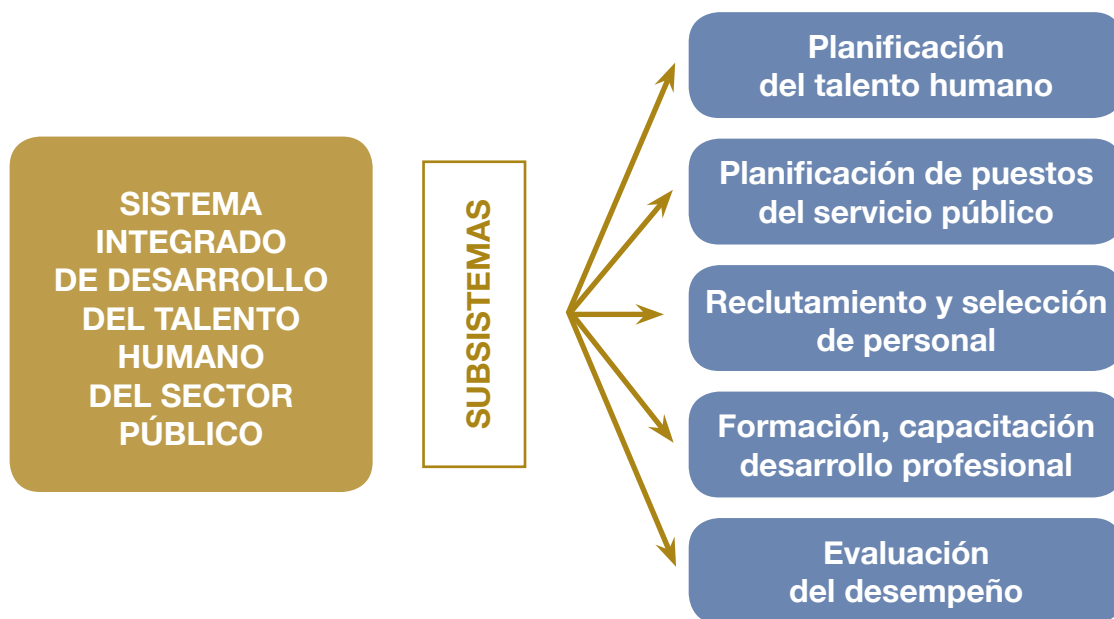 SISTEMA
INTEGRADO
DE DESARROLLO
DEL TALENTO
HUMANO
DEL SECTOR
PÚBLICO
SUBSISTEMAS
Planificación
del talento humano
Planificación de puestos
del servicio público
Reclutamiento y selección
de personal
Formación, capacitación
desarrollo profesional
Evaluación
del desempeño